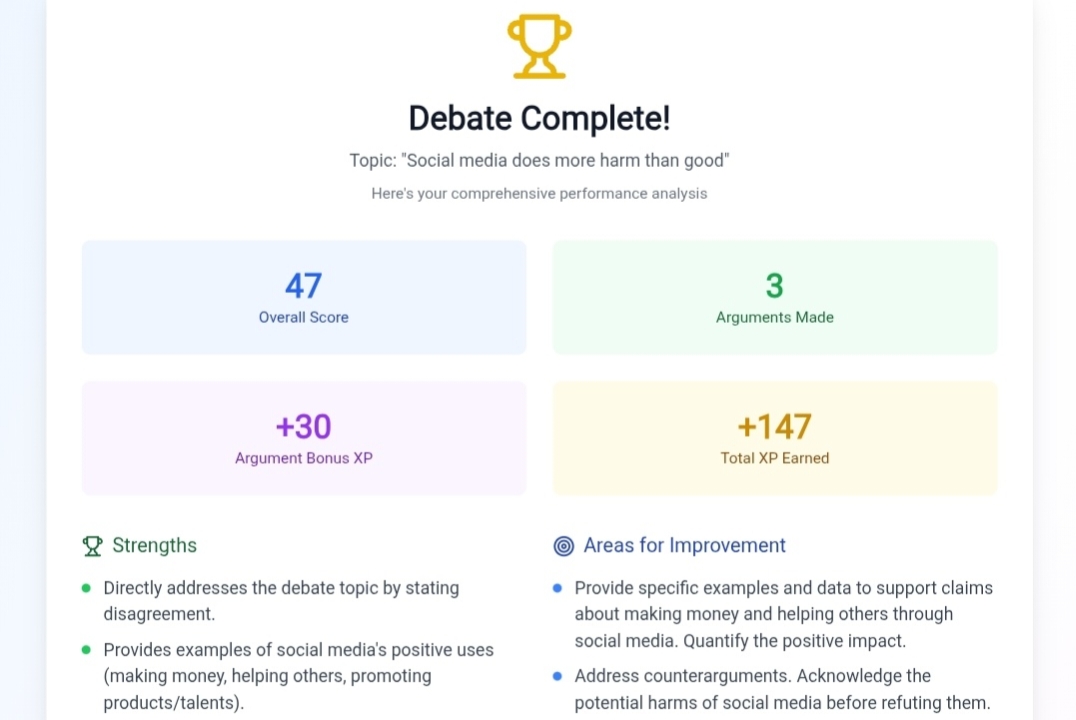 Debate Complete!
Topic: "Social media does more harm than good"
Here's your comprehensive performance analysis
47
Overall Score
3
Arguments Made
+30
Argument Bonus XP
+147
Total XP Earned
Strengths
Directly addresses the debate topic by stating
disagreement.
Provides examples of social media's positive uses
(making money, helping others, promoting
products/talents).
Areas for Improvement
Provide specific examples and data to support claims
about making money and helping others through
social media. Quantify the positive impact.
Address counterarguments. Acknowledge the
potential harms of social media before refuting them.